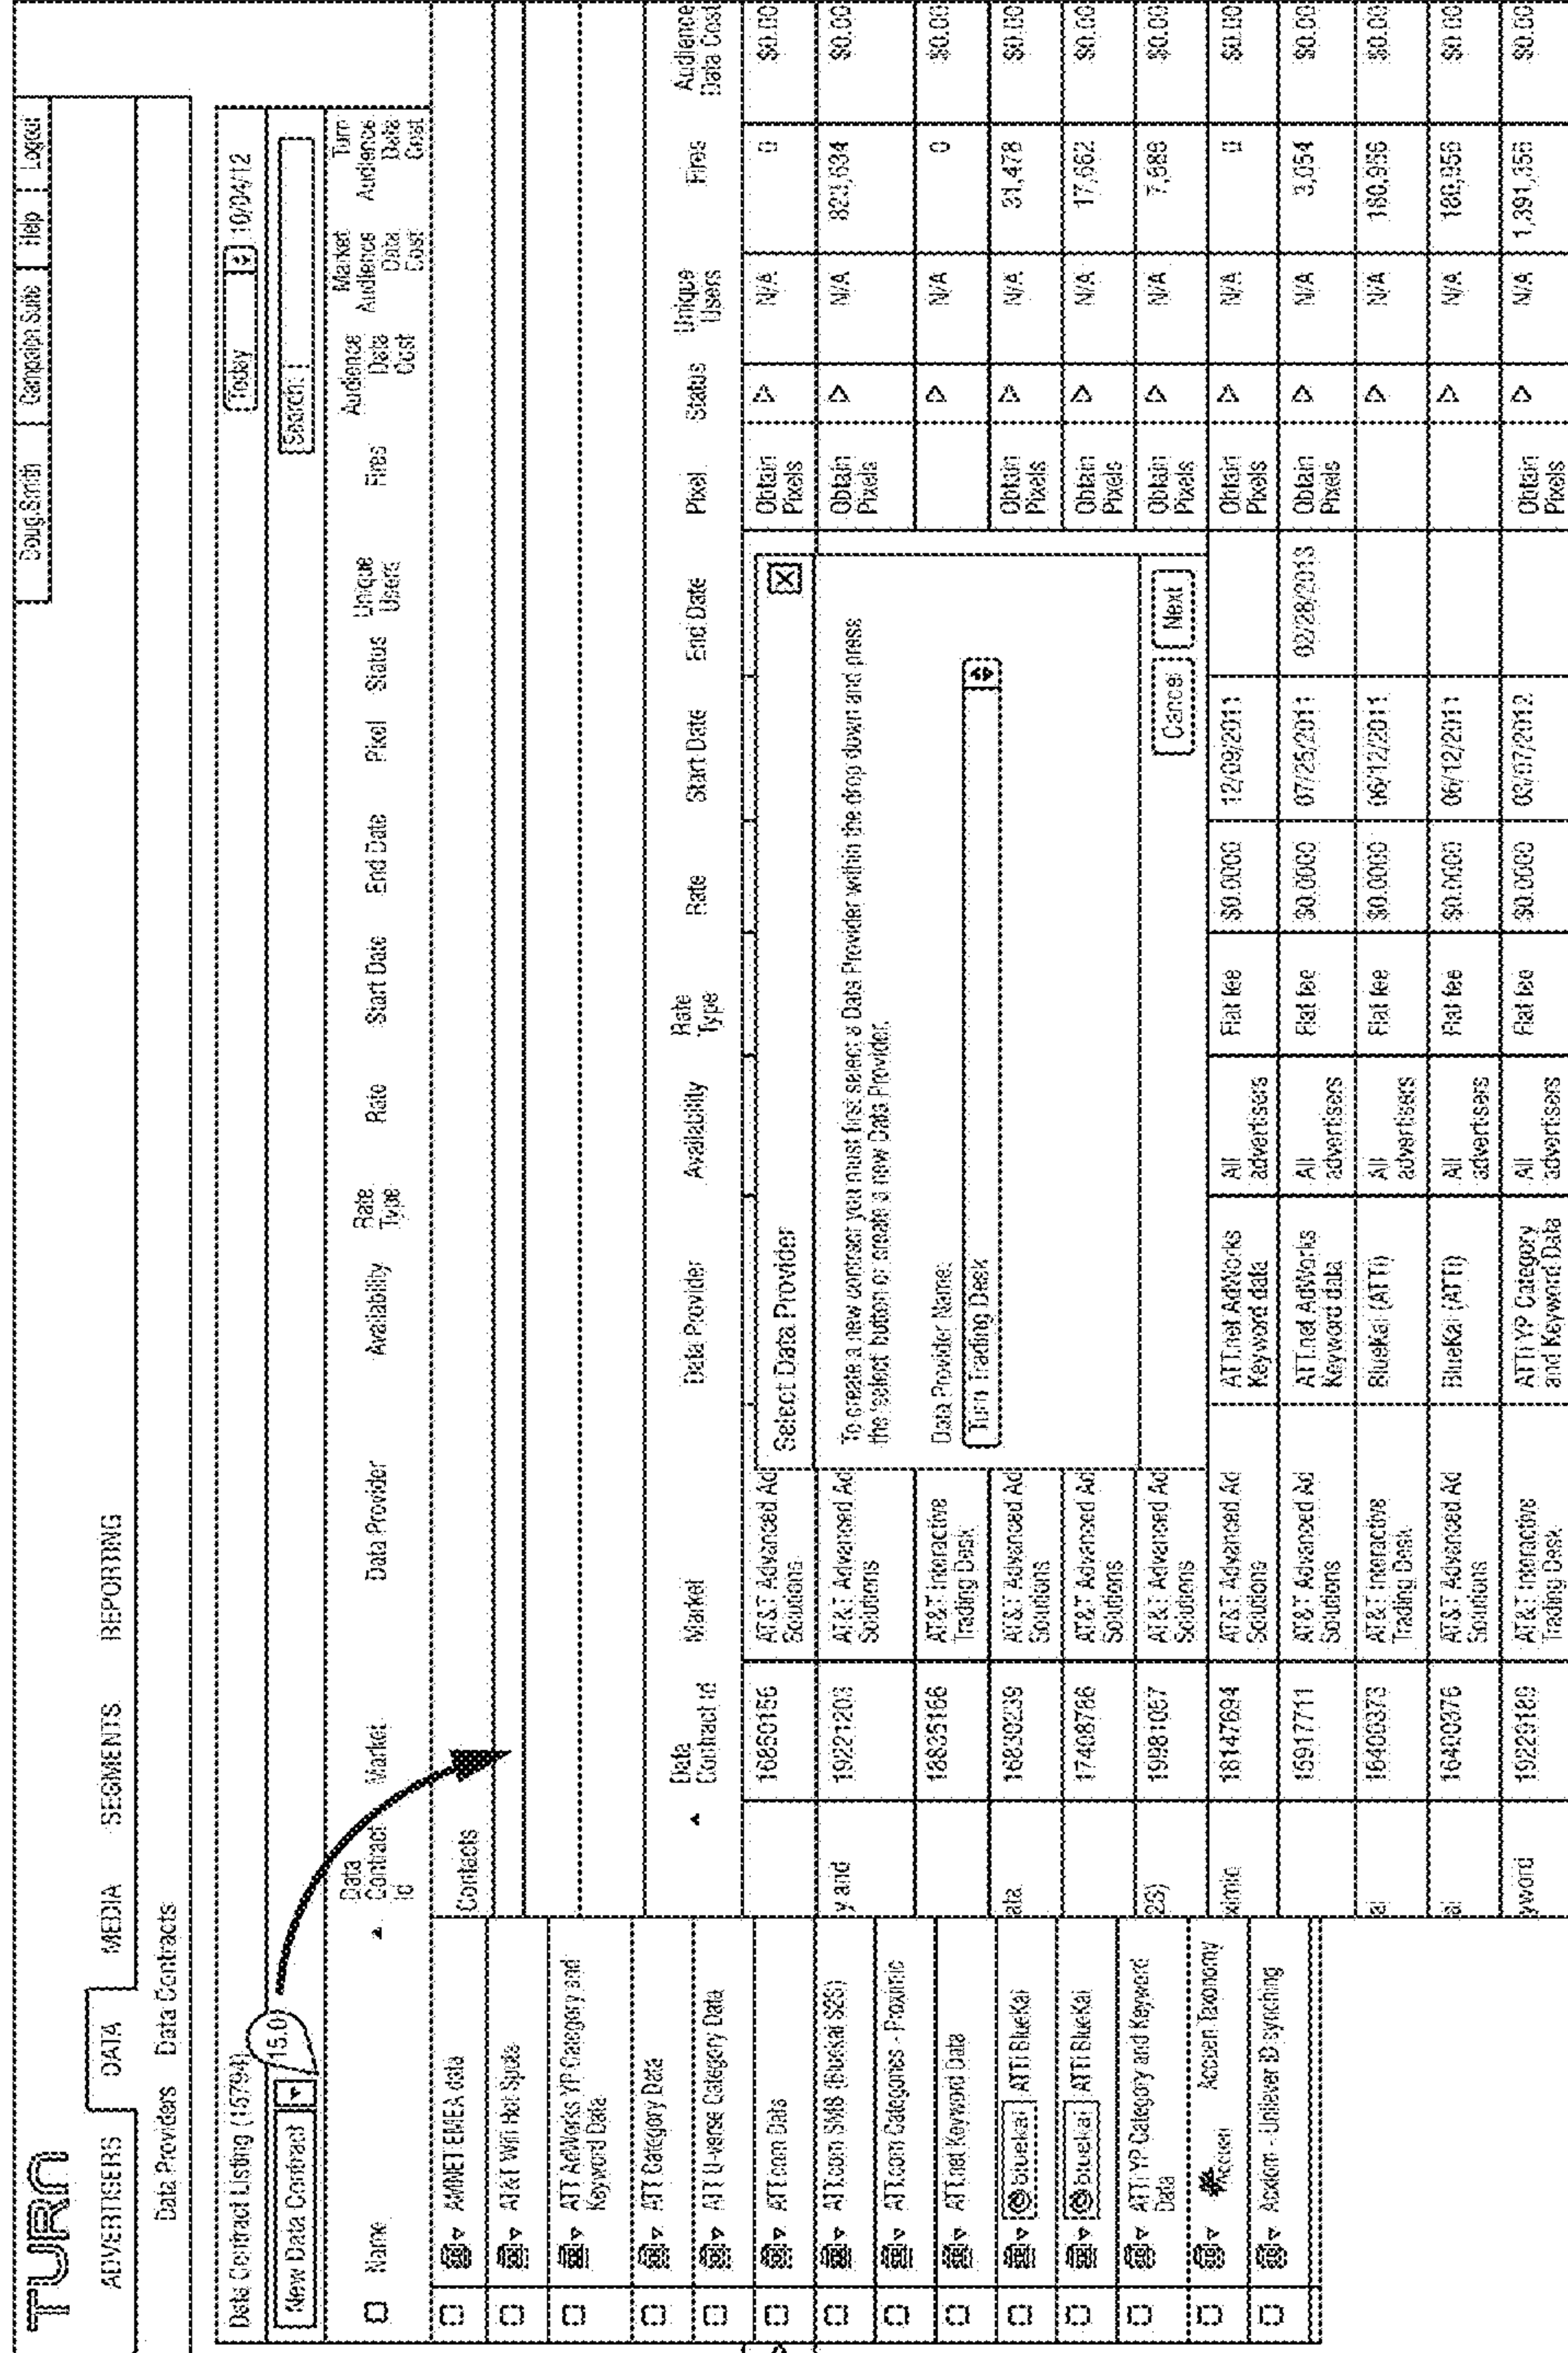 Doug Smith | Campaign Suite | Help | Logout
TURN
ADVERTISERS DATA MEDIA SEGMENTS REPORTING
Data Providers Data Contracts
Data Contract Listing (15794) Today 10/04/12
New Data Contract 15.0 Search:
Name Data Contract Id Market Data Provider Availability Rate Type Rate Start Date End Date Pixel Status Unique Users Fires Audience Data Cost Market Audience Data Cost Turn Audience Data Cost
AMNET EMEA data
AT&T Wifi Hot Spots
ATT AdWorks YP Category and Keyword Data
ATT Category Data
ATT U-verse Category Data
ATT.com Data
ATT.com SMB (Bluekai S2S)
ATT.com Categories - Proximic
ATT.net Keyword Data
bluekai ATTi BlueKai
bluekai ATTi BlueKai
ATTi YP Category and Keyword Data
Accuen Accuen Taxonomy
Acxiom - Unilever ID synching
Contacts
Data Contract Id Market Data Provider Availability Rate Type Rate Start Date End Date Pixel Status Unique Users Fires Audience Data Cost
16850156 AT&T Advanced Ad Solutions Obtain Pixels N/A 0 $0.00
y and 19221203 AT&T Advanced Ad Solutions Obtain Pixels N/A 823,634 $0.00
18835166 AT&T Interactive Trading Desk N/A 0 $0.00
ata 16830239 AT&T Advanced Ad Solutions Obtain Pixels N/A 31,478 $0.00
17408766 AT&T Advanced Ad Solutions Obtain Pixels N/A 17,662 $0.00
2S) 19981057 AT&T Advanced Ad Solutions Obtain Pixels N/A $0.00
ximic 18147694 AT&T Advanced Ad Solutions ATT.net AdWorks Keyword data All advertisers Flat fee $0.0000 12/09/2011 Obtain Pixels N/A 0 $0.00
15917711 AT&T Advanced Ad Solutions ATT.net AdWorks Keyword data All advertisers Flat fee $0.0000 07/25/2011 02/28/2013 Obtain Pixels N/A 3,054 $0.00
ai 16400373 AT&T Interactive Trading Desk BlueKai (ATTi) All advertisers Flat fee $0.0000 06/12/2011 N/A $0.00
ai 16400376 AT&T Advanced Ad Solutions BlueKai (ATTi) All advertisers Flat fee $0.0000 06/12/2011 N/A $0.00
yword 19229189 AT&T Interactive Trading Desk ATTi YP Category and Keyword Data All advertisers Flat fee $0.0000 03/07/2012 Obtain Pixels N/A 1,391,356 $0.00
Select Data Provider
To create a new contract you must first select a Data Provider within the drop down and press
the 'select' button or create a new Data Provider.
Data Provider Name:
Turn Trading Desk
Cancel Next